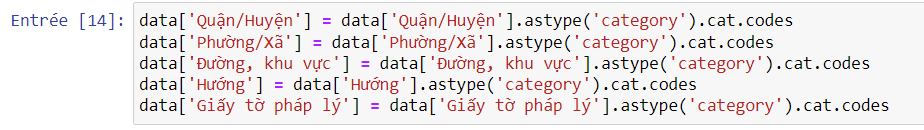 Entrée [14]: data['Quận/Huyện'] = data['Quận/Huyện'].astype('category').cat.codes
data['Phường/Xã'] = data['Phường/Xã'].astype('category').cat.codes
data['Đường, khu vực'] = data['Đường, khu vực'].astype('category').cat.codes
data['Hướng'] = data['Hướng'].astype('category').cat.codes
data['Giấy tờ pháp lý'] = data['Giấy tờ pháp lý'].astype('category').cat.codes